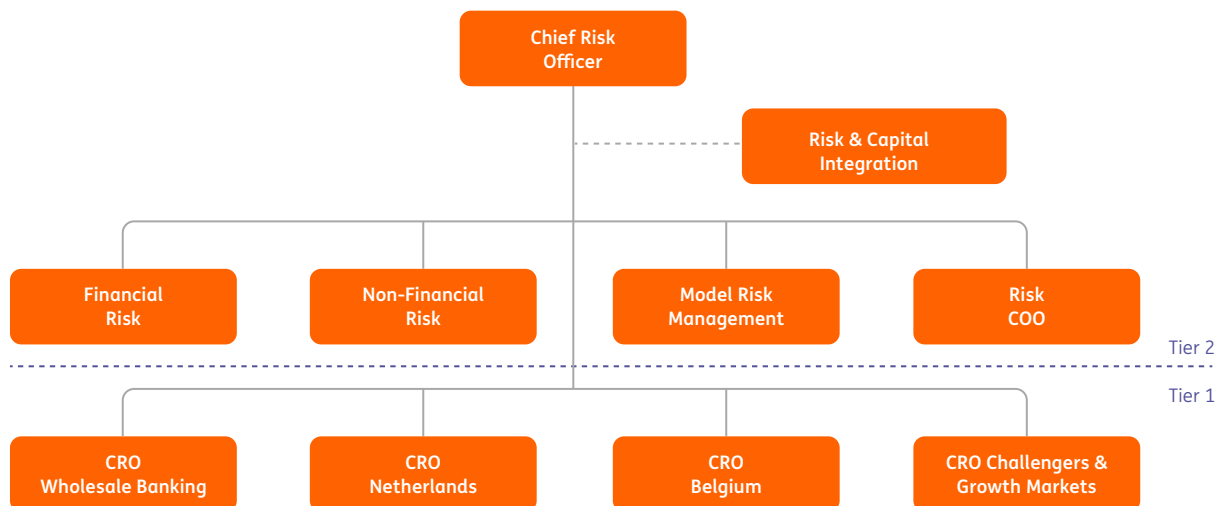 Chief Risk
Officer
Risk & Capital
Integration
Financial
Risk
Non-Financial
Risk
Model Risk
Management
Risk
COO
Tier 2
Tier 1
CRO
Wholesale Banking
CRO
Netherlands
CRO
Belgium
CRO Challengers &
Growth Markets